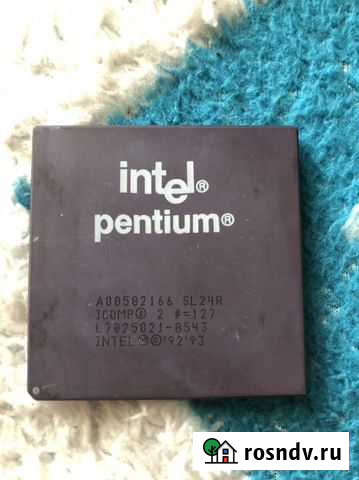 intel®
pentium®
A80502166 SL24R
ICOMP® 2 #=127
L7025021-8543
INTEL Ⓜ©'92'93
rosndv.ru